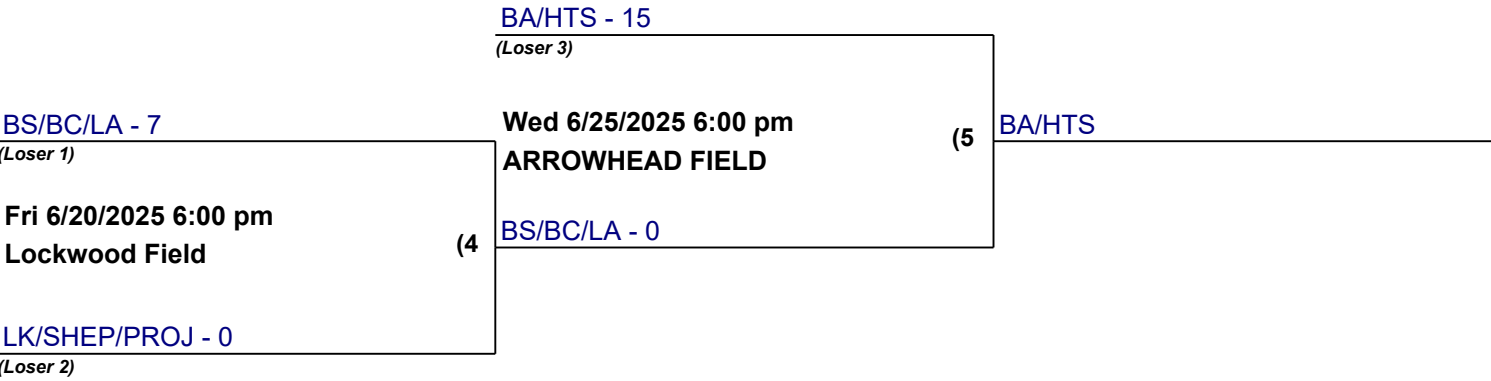 BA/HTS - 15
(Loser 3)
BS/BC/LA - 7
(Loser 1)
Wed 6/25/2025 6:00 pm
ARROWHEAD FIELD
(5
BA/HTS
Fri 6/20/2025 6:00 pm
Lockwood Field
(4
BS/BC/LA - 0
LK/SHEP/PROJ - 0
(Loser 2)